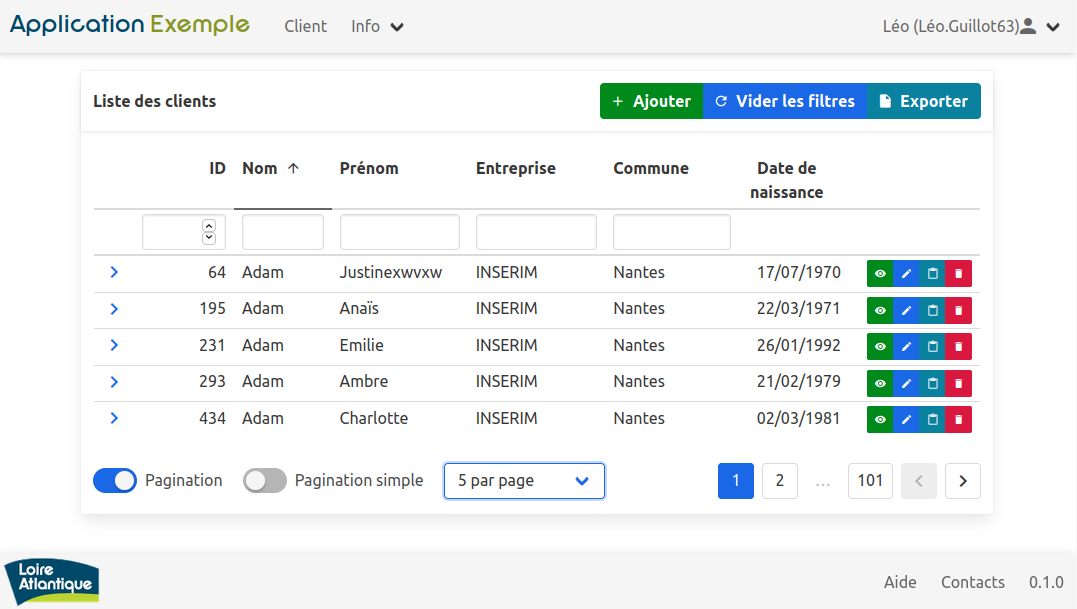 Application Exemple Client Info Léo (Léo.Guillot63)
Liste des clients Ajouter Vider les filtres Exporter
ID Nom Prénom Entreprise Commune Date de
naissance
64 Adam Justinexwvxw INSERIM Nantes 17/07/1970
195 Adam Anaïs INSERIM Nantes 22/03/1971
231 Adam Emilie INSERIM Nantes 26/01/1992
293 Adam Ambre INSERIM Nantes 21/02/1979
434 Adam Charlotte INSERIM Nantes 02/03/1981
Pagination Pagination simple 5 par page 1 2 ... 101
Loire
Atlantique
Aide Contacts 0.1.0